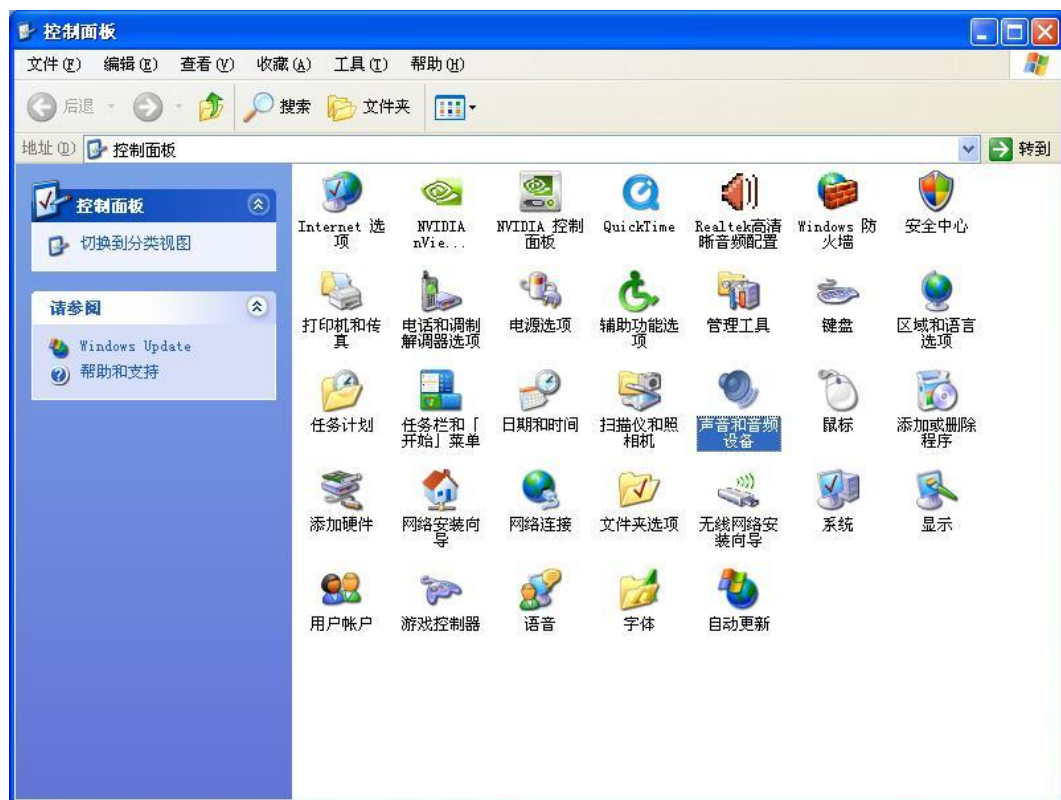 控制面板
文件(F) 编辑(E) 查看(V) 收藏(A) 工具(T) 帮助(H)
后退 搜索 文件夹
地址(D) 控制面板 转到
控制面板
切换到分类视图
请参阅
Windows Update
帮助和支持
Internet 选
项
NVIDIA
nVie...
NVIDIA 控制
面板
QuickTime
Realtek高清
晰音频配置
Windows 防
火墙
安全中心
打印机和传
真
电话和调制
解调器选项
电源选项
辅助功能选
项
管理工具
键盘
区域和语言
选项
任务计划
任务栏和「
开始」菜单
日期和时间
扫描仪和照
相机
声音和音频
设备
鼠标
添加或删除
程序
添加硬件
网络安装向
导
网络连接
文件夹选项
无线网络安
装向导
系统
显示
用户帐户
游戏控制器
语音
字体
自动更新